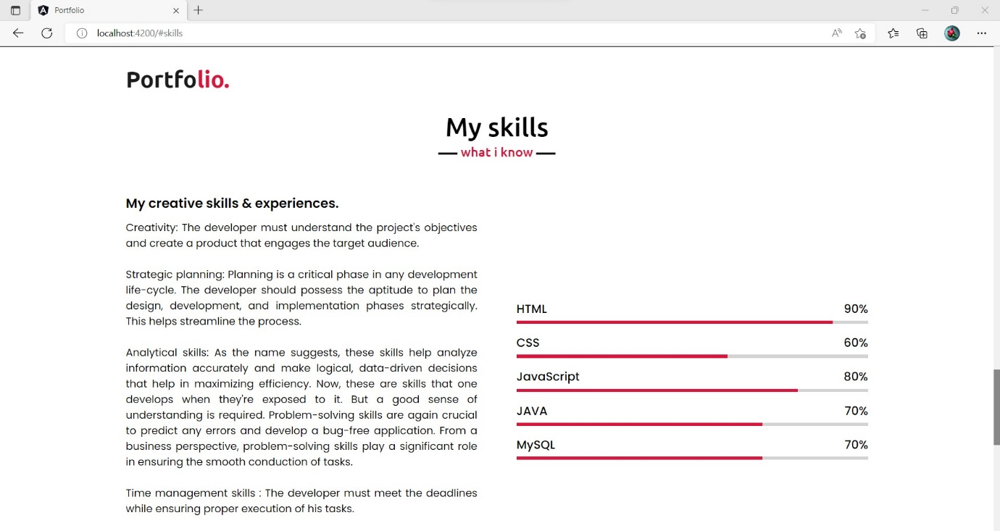 Portfolio
localhost:4200/#skills
Portfolio.
My skills
what i know
My creative skills & experiences.
Creativity: The developer must understand the project's objectives
and create a product that engages the target audience.
Strategic planning: Planning is a critical phase in any development
life-cycle. The developer should possess the aptitude to plan the
design, development, and implementation phases strategically.
This helps streamline the process.
Analytical skills: As the name suggests, these skills help analyze
information accurately and make logical, data-driven decisions
that help in maximizing efficiency. Now, these are skills that one
develops when they're exposed to it. But a good sense of
understanding is required. Problem-solving skills are again crucial
to predict any errors and develop a bug-free application. From a
business perspective, problem-solving skills play a significant role
in ensuring the smooth conduction of tasks.
Time management skills : The developer must meet the deadlines
while ensuring proper execution of his tasks.
HTML 90%
CSS 60%
JavaScript 80%
JAVA 70%
MySQL 70%